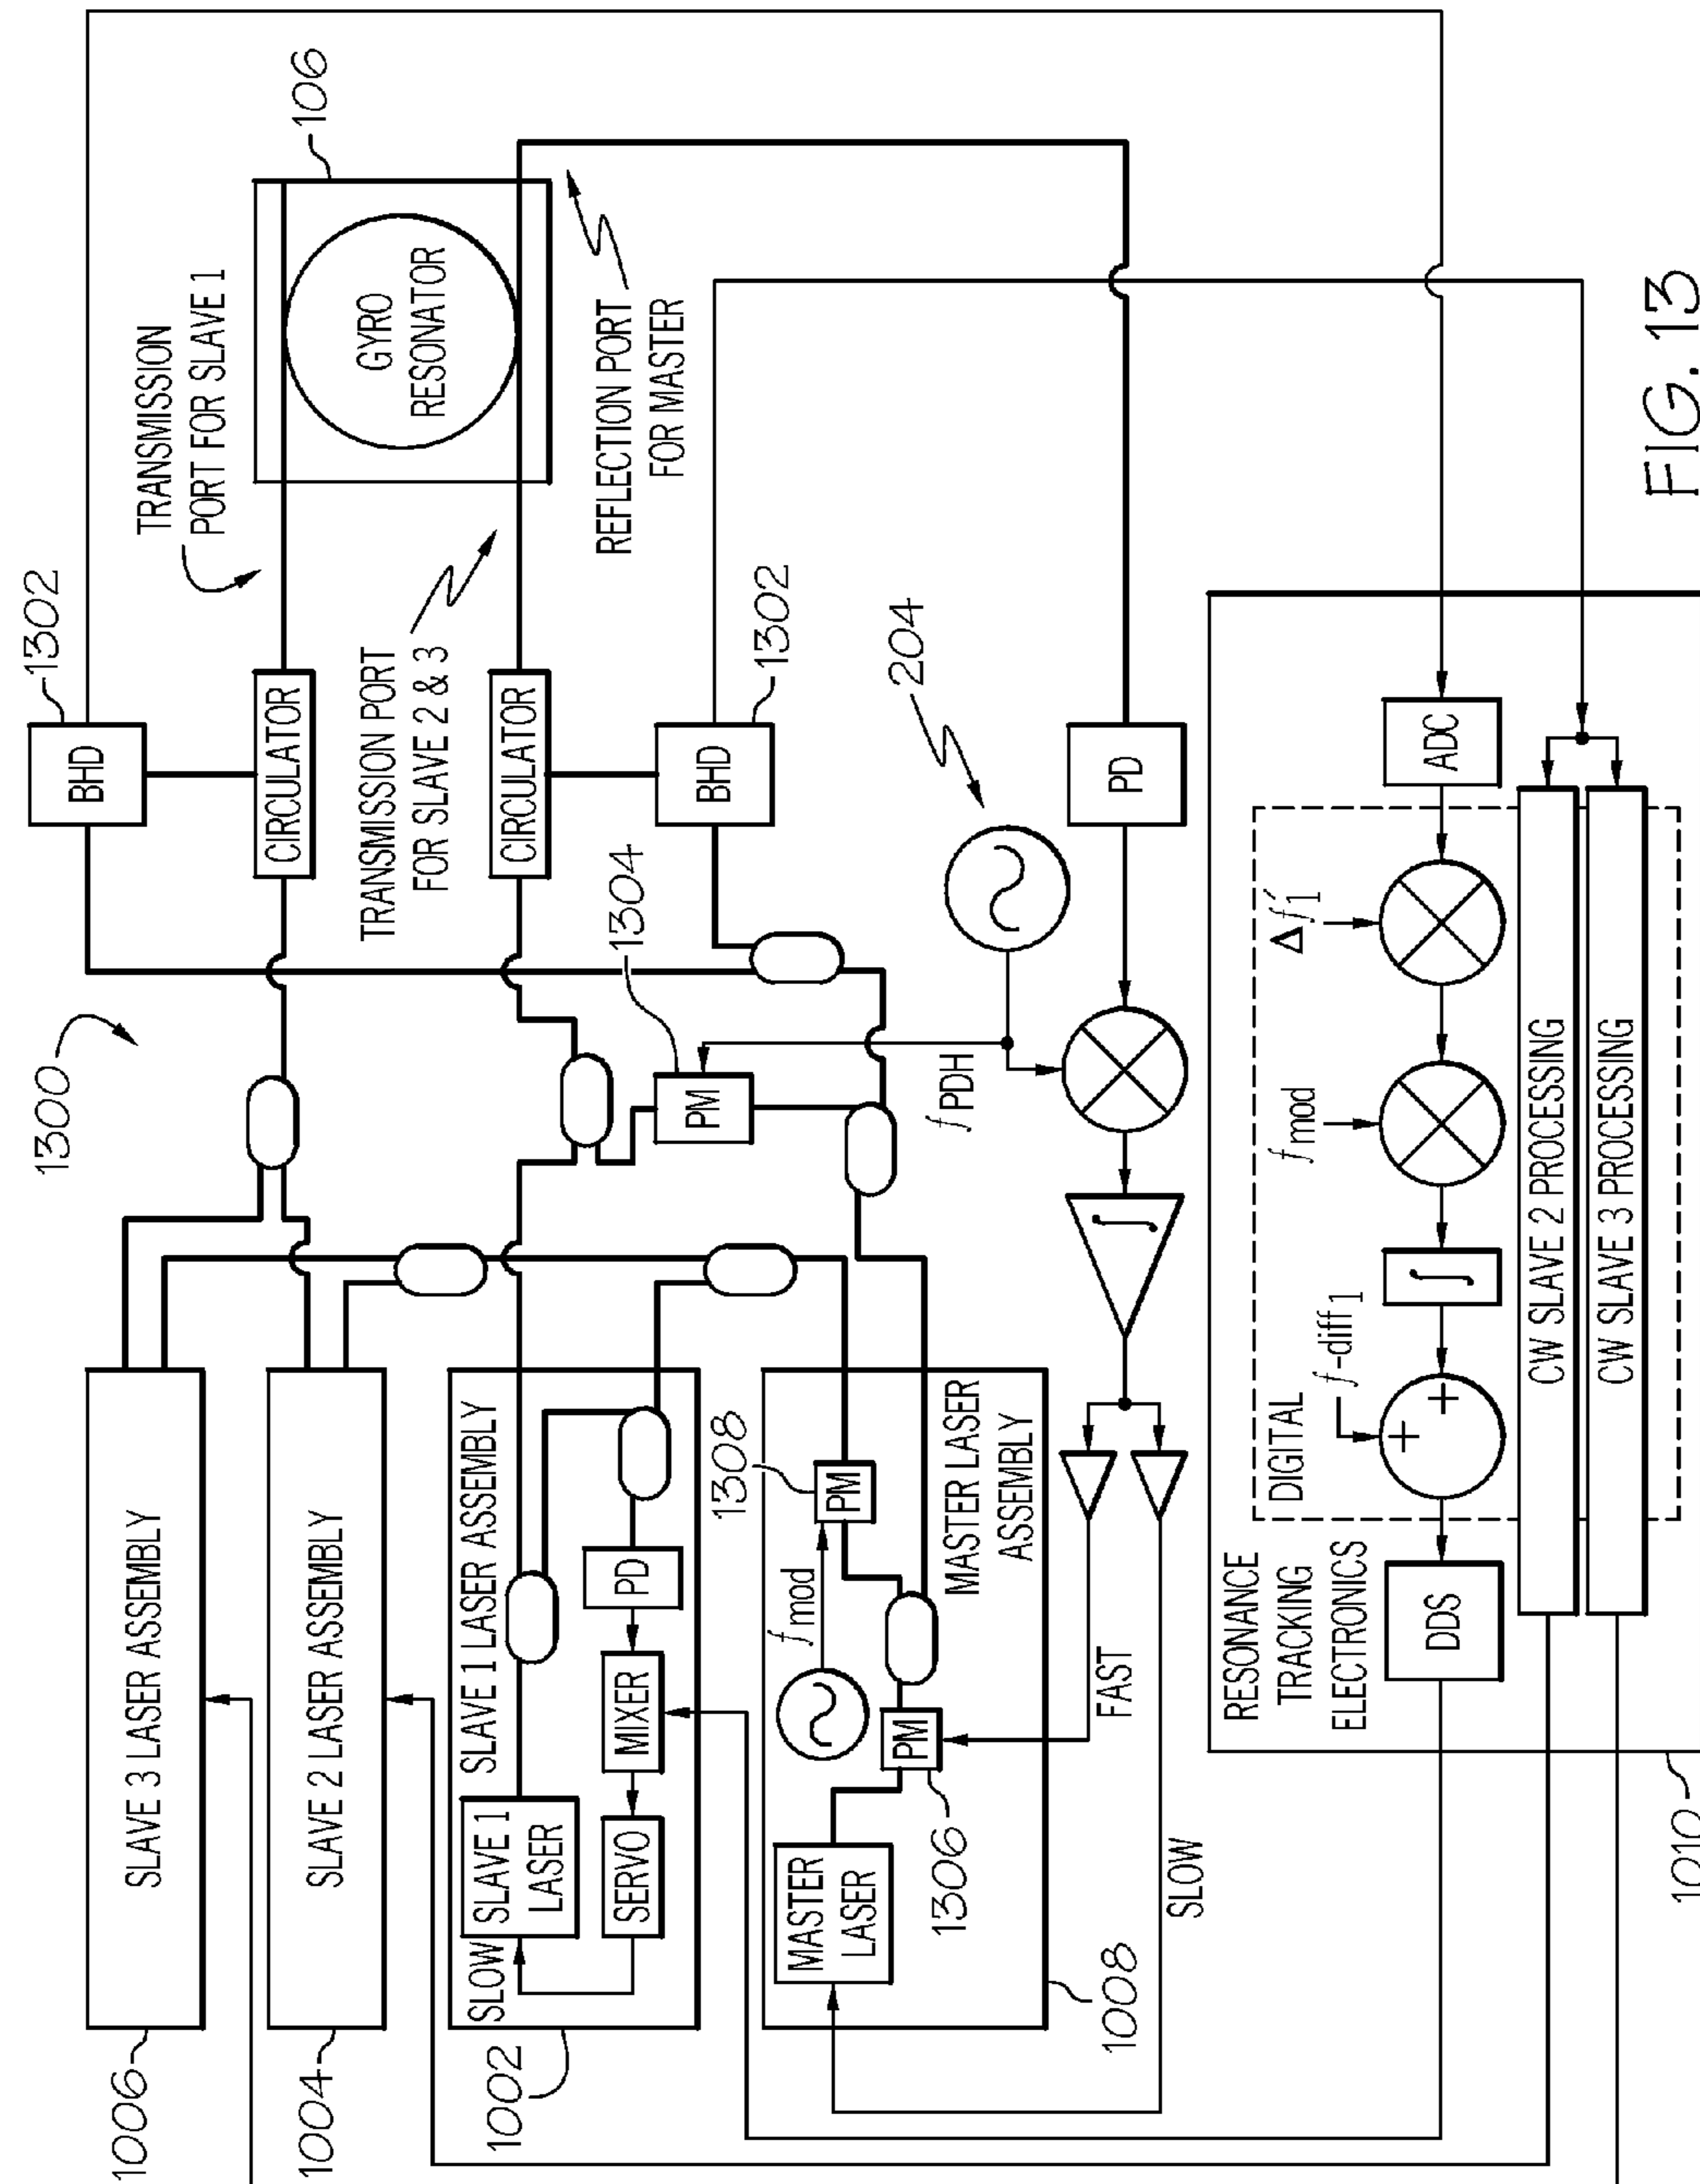 1300
1006
SLAVE 3 LASER ASSEMBLY
1004
SLAVE 2 LASER ASSEMBLY
1002
SLAVE 1 LASER ASSEMBLY
SLOW
SLAVE 1
LASER
SERVO
MIXER
PD
1008
MASTER LASER
ASSEMBLY
MASTER
LASER
1306
PM
fmod
1308
PM
FAST
SLOW
BHD
1302
CIRCULATOR
TRANSMISSION
PORT FOR SLAVE 1
GYRO
RESONATOR
106
CIRCULATOR
TRANSMISSION PORT
FOR SLAVE 2 & 3
REFLECTION PORT
FOR MASTER
BHD
1302
1304
PM
fPDH
204
PD
∫
1010
RESONANCE
TRACKING
ELECTRONICS
DDS
DIGITAL
f-diff1
+
+
∫
fmod
Δf′1
ADC
CW SLAVE 2 PROCESSING
CW SLAVE 3 PROCESSING
FIG. 13